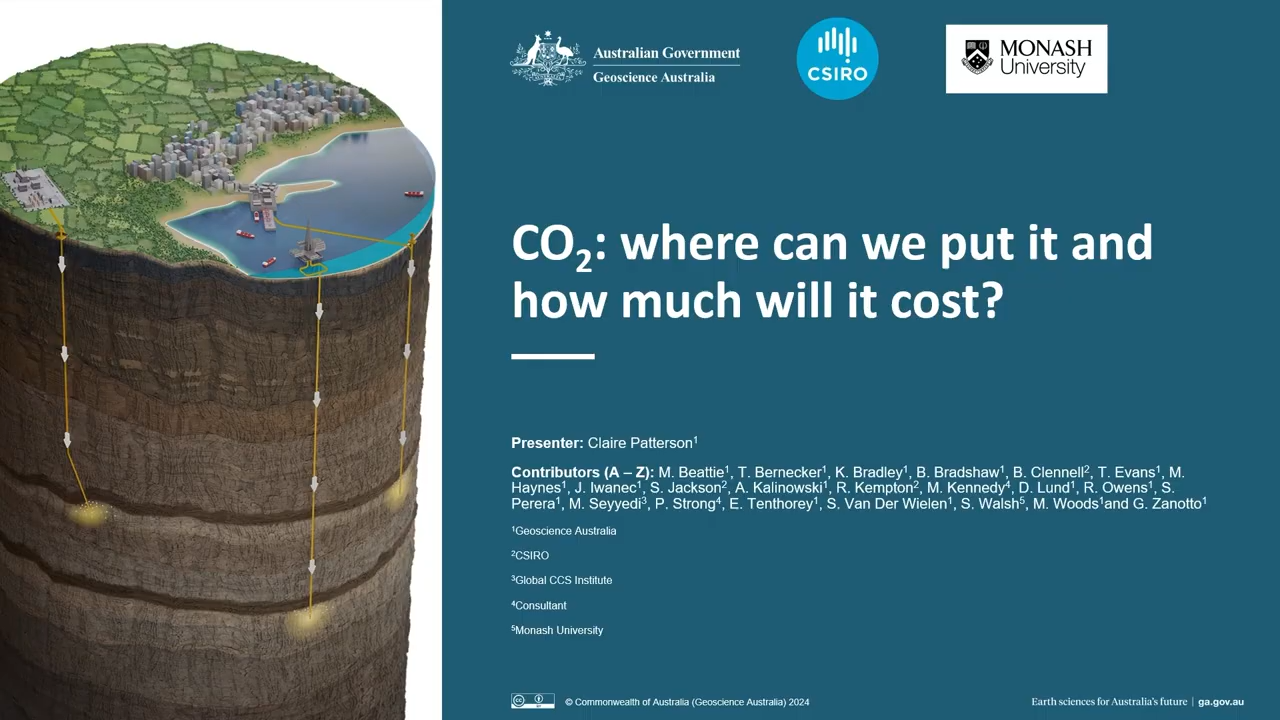 Australian Government
Geoscience Australia
CSIRO
MONASH
University
CO₂: where can we put it and
how much will it cost?
Presenter: Claire Patterson¹
Contributors (A – Z): M. Beattie¹, T. Bernecker¹, K. Bradley¹, B. Bradshaw¹, B. Clennell², T. Evans¹, M.
Haynes¹, J. Iwanec¹, S. Jackson², A. Kalinowski¹, R. Kempton², M. Kennedy⁴, D. Lund¹, R. Owens¹, S.
Perera¹, M. Seyyedi³, P. Strong⁴, E. Tenthorey¹, S. Van Der Wielen¹, S. Walsh⁵, M. Woods¹and G. Zanotto¹
¹Geoscience Australia
²CSIRO
³Global CCS Institute
⁴Consultant
⁵Monash University
© Commonwealth of Australia (Geoscience Australia) 2024
Earth sciences for Australia's future | ga.gov.au